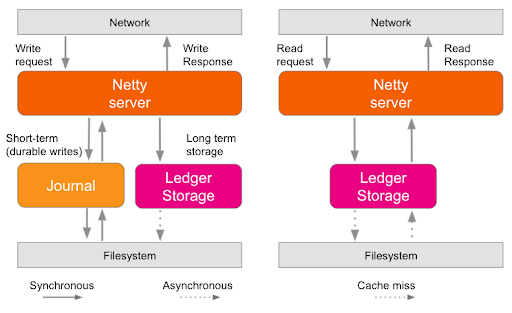 Network
Write
request
Write
Response
Netty
server
Short-term
(durable writes)
Long term
storage
Journal
Ledger
Storage
Filesystem
Synchronous
Asynchronous
Network
Read
request
Read
Response
Netty
server
Ledger
Storage
Filesystem
Cache miss